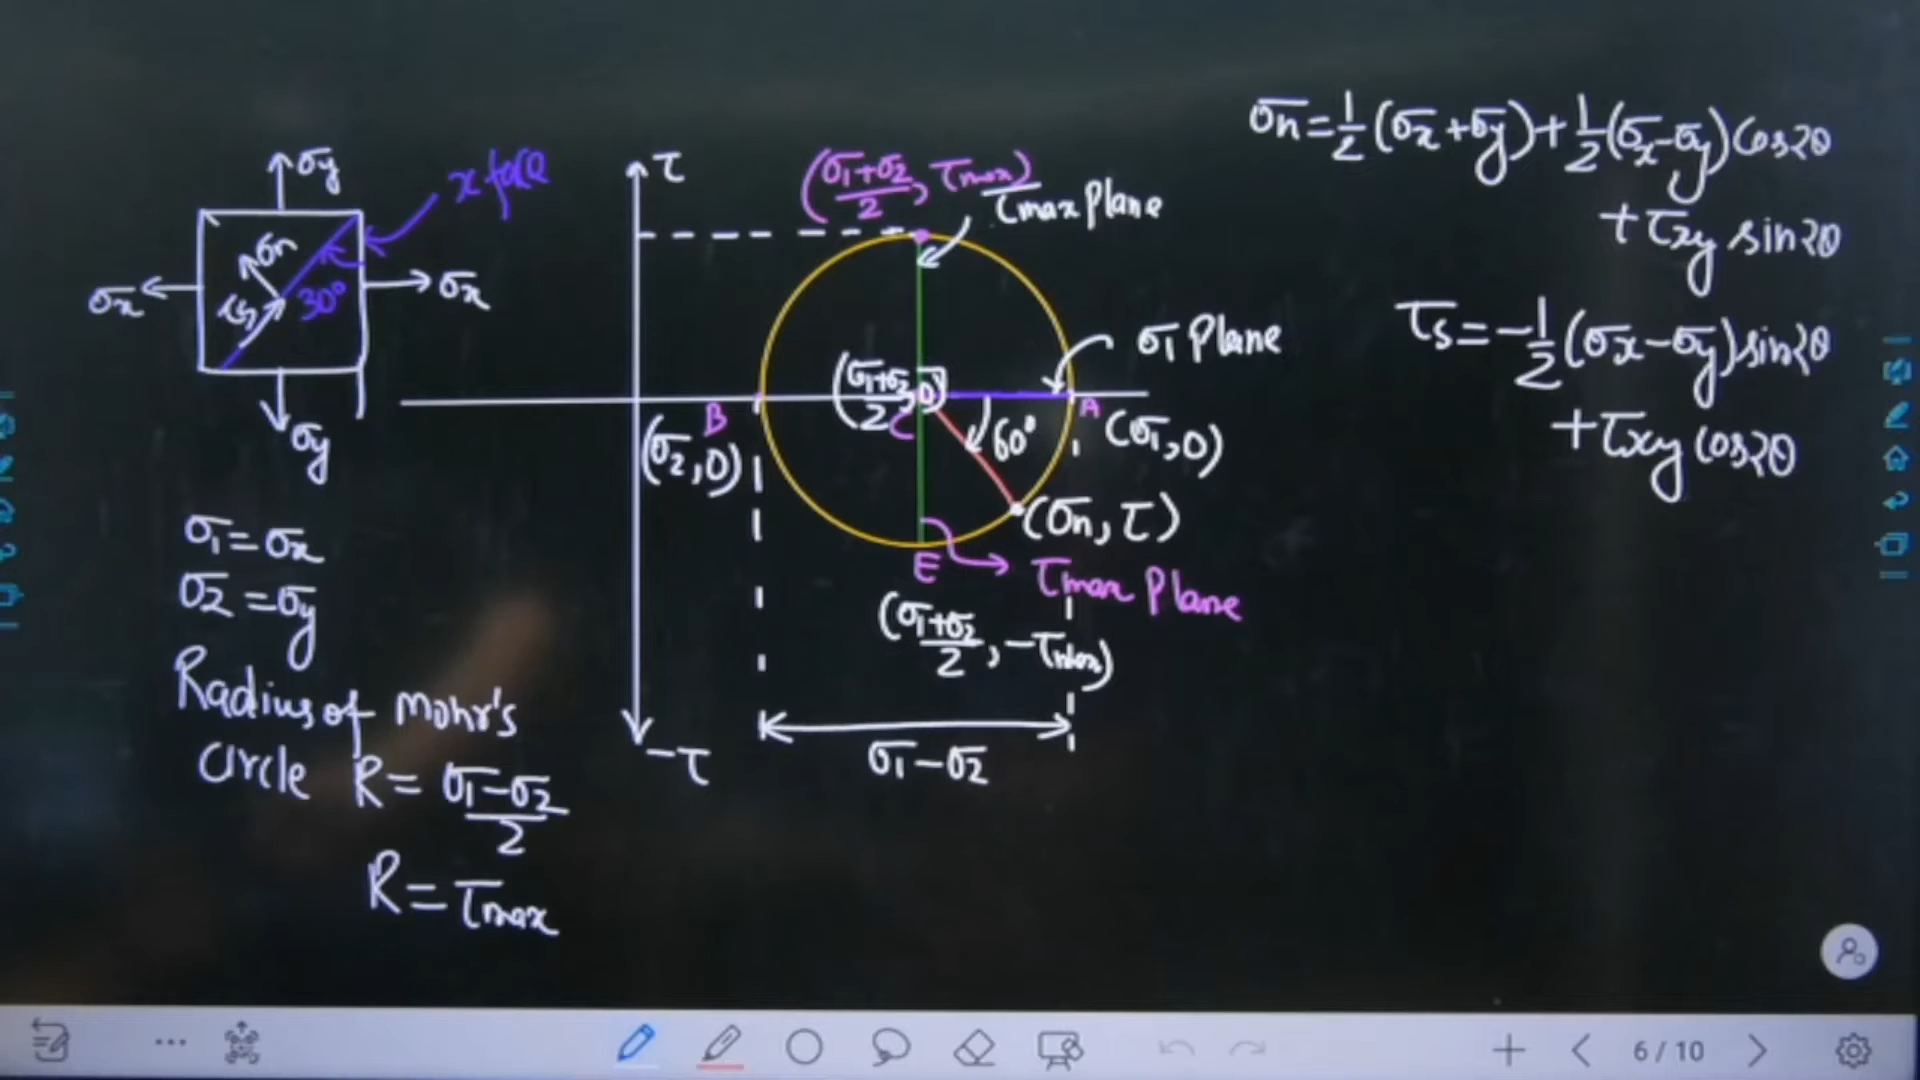 σy
x face
σn
σx
σx
τs
30°
σy
σ1=σx
σ2=σy
Radius of Mohr's
Circle R=(σ1-σ2)/2
R=τmax
τ
((σ1+σ2)/2, τmax)
τmax Plane
σ1 Plane
((σ1+σ2)/2, 0)
B
C
A
60°
(σ2,0)
(σ1,0)
(σn,τ)
E
τmax Plane
((σ1+σ2)/2, -τmax)
-τ
σ1-σ2
σn=½(σx+σy)+½(σx-σy)Cos2θ
+τxy sin2θ
τs=-½(σx-σy)sin2θ
+τxy cos2θ
6/10